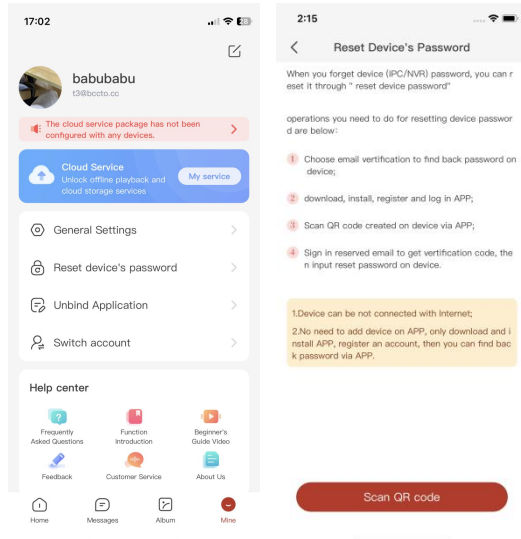 17:02
babubabu
t3@bccto.cc
The cloud service package has not been
configured with any devices.
Cloud Service
Unlock offline playback and
cloud storage services
My service
General Settings
Reset device's password
Unbind Application
Switch account
Help center
Frequently
Asked Questions
Function
Introduction
Beginner's
Guide Video
Feedback
Customer Service
About Us
Home
Messages
Album
Mine
2:15
Reset Device's Password
When you forget device (IPC/NVR) password, you can r
eset it through " reset device password"
operations you need to do for resetting device passwor
d are below:
1 Choose email vertification to find back password on
device;
2 download, install, register and log in APP;
3 Scan QR code created on device via APP;
4 Sign in reserved email to get vertification code, the
n input reset password on device.
1.Device can be not connected with Internet;
2.No need to add device on APP, only download and i
nstall APP, register an account, then you can find bac
k password via APP.
Scan QR code